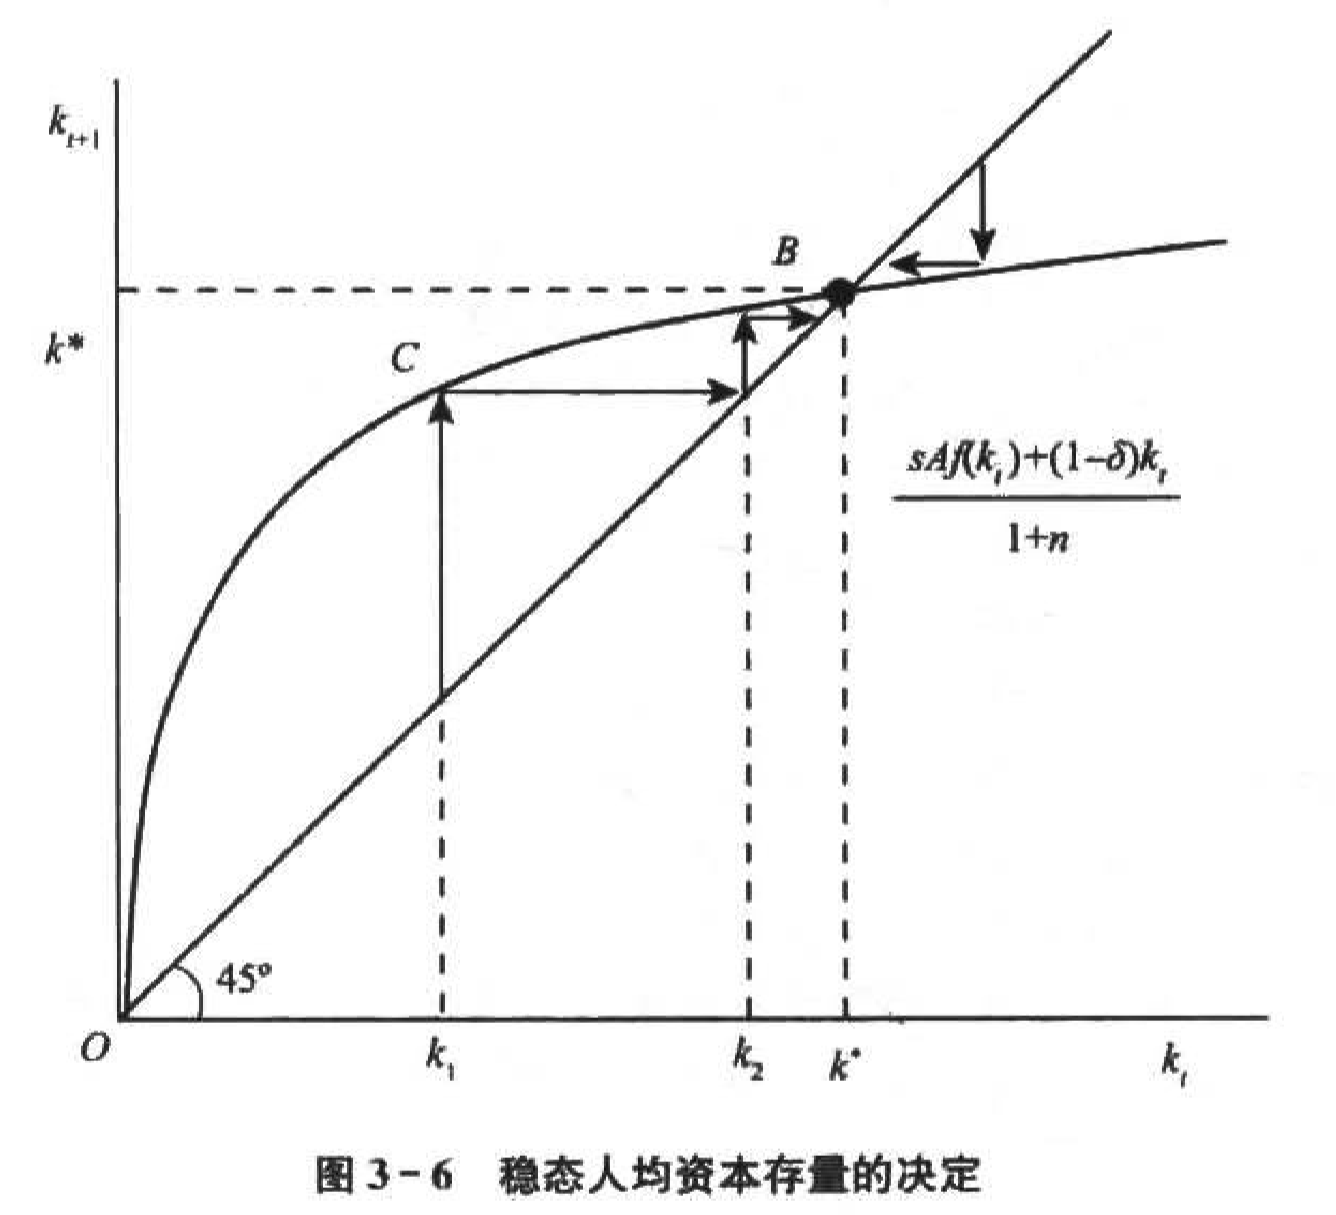 k_{t+1}
B
k*
C
sAf(k_t)+(1−δ)k_t
1+n
45°
O
k_1
k_2
k*
k_t
图 3－6 稳态人均资本存量的决定